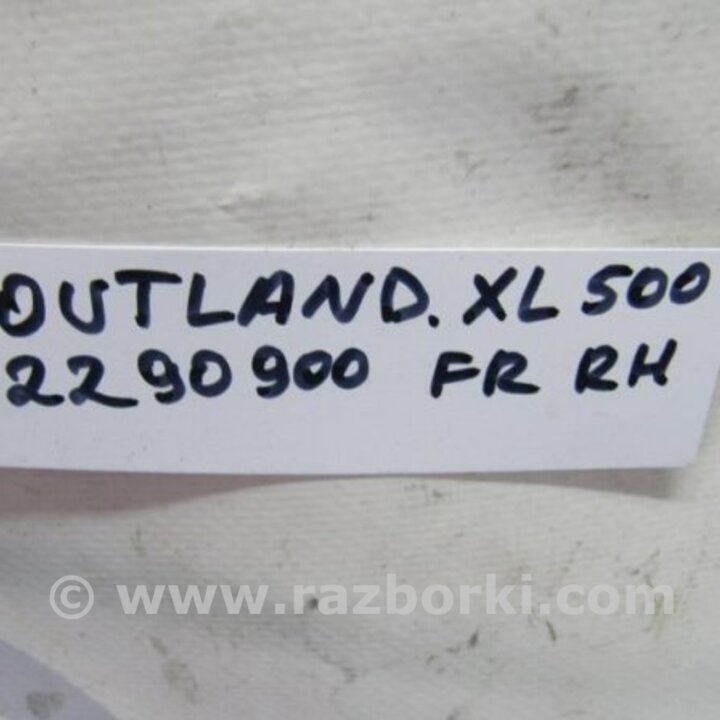 OUTLAND. XL 500
2290900 FR RH
© www.razborki.com